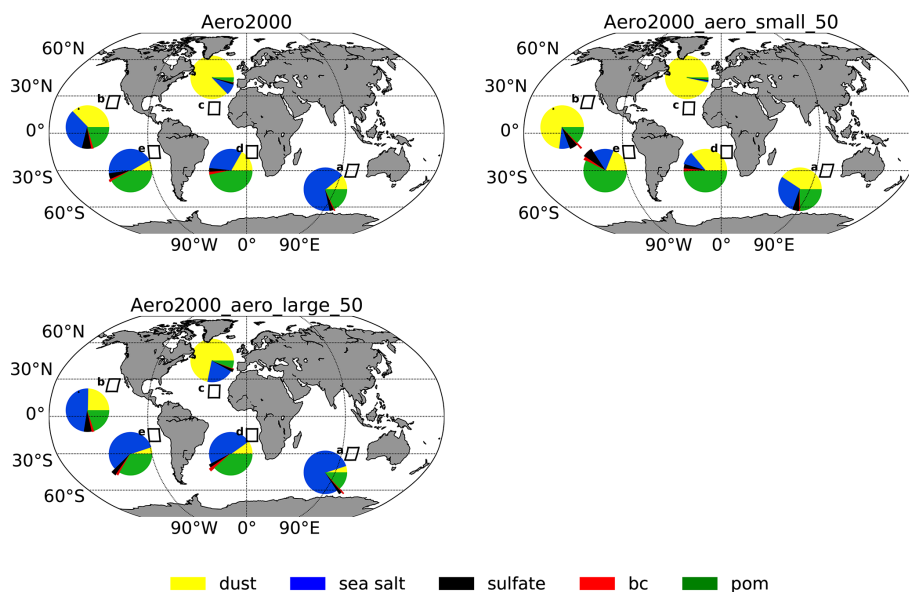 Aero2000
60°N
30°N
0°
30°S
60°S
90°W 0° 90°E
b
c
e
d
a
Aero2000_aero_small_50
60°N
30°N
0°
30°S
60°S
90°W 0° 90°E
b
c
e
d
a
Aero2000_aero_large_50
60°N
30°N
0°
30°S
60°S
90°W 0° 90°E
b
c
e
d
a
dust sea salt sulfate bc pom